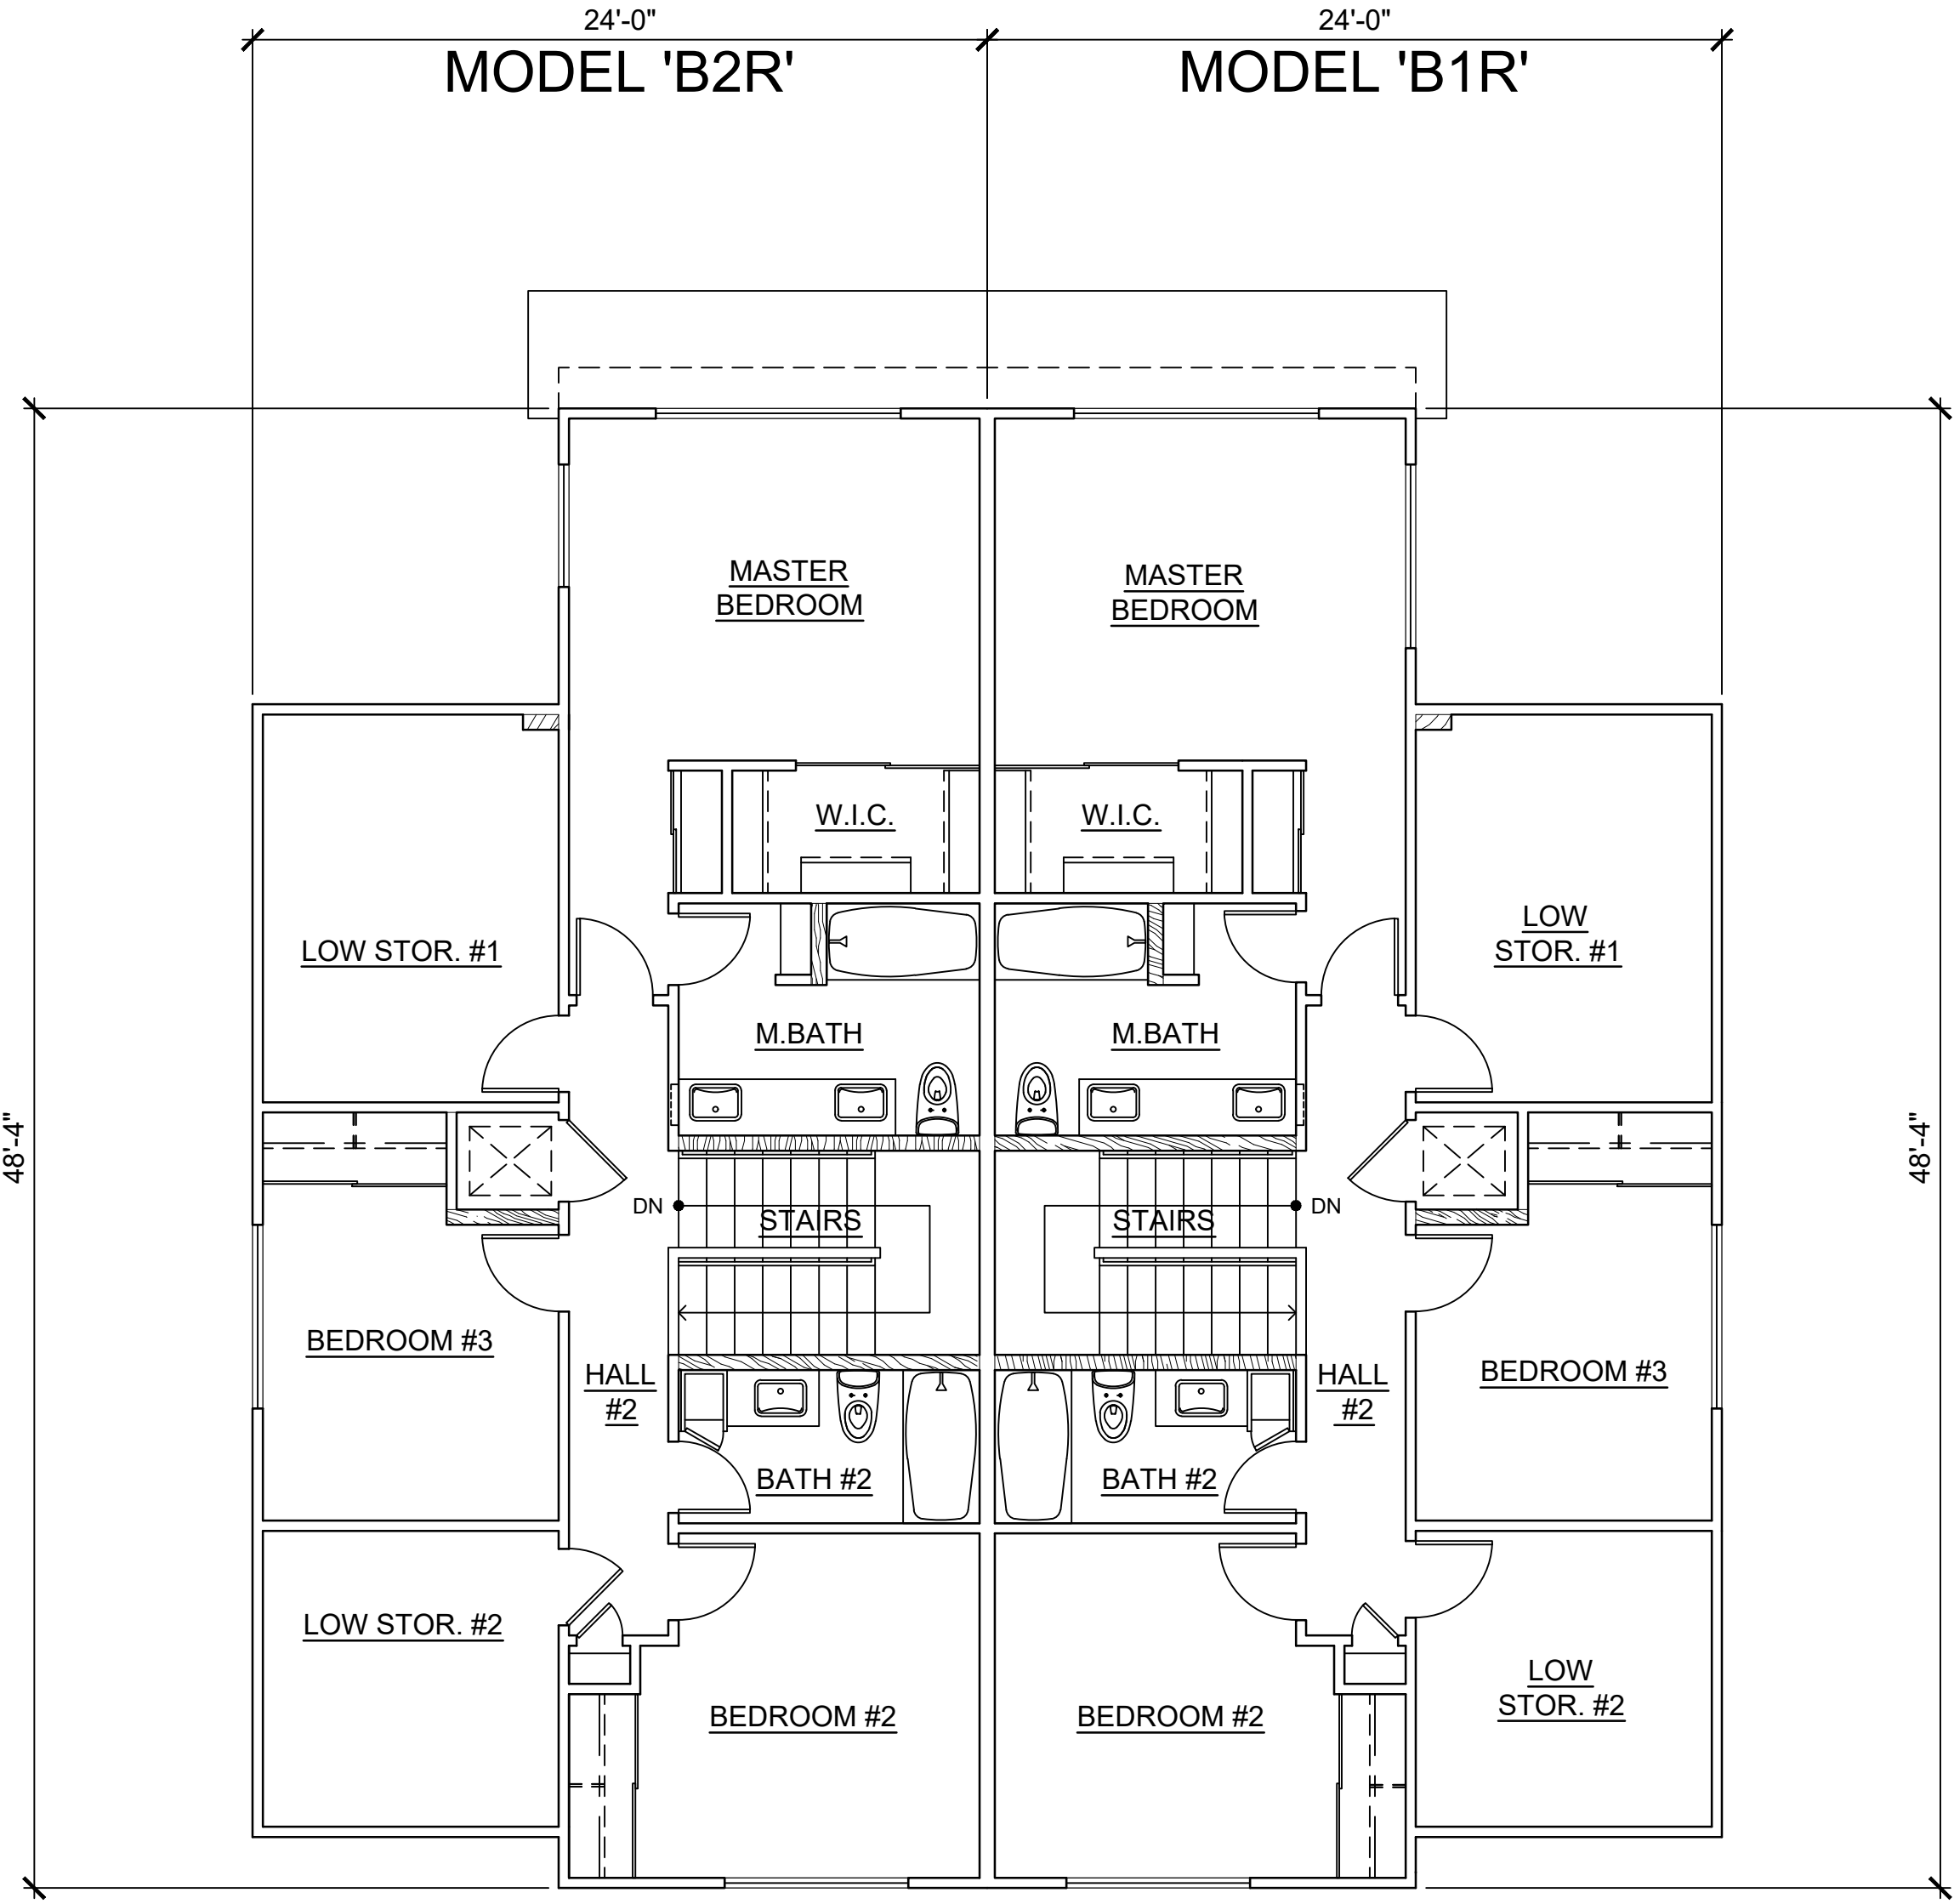 24'-0"
24'-0"
MODEL 'B2R'
MODEL 'B1R'
MASTER
BEDROOM
MASTER
BEDROOM
W.I.C.
W.I.C.
LOW STOR. #1
LOW
STOR. #1
M.BATH
M.BATH
48'-4"
48'-4"
DN
STAIRS
STAIRS
DN
BEDROOM #3
HALL
#2
HALL
#2
BEDROOM #3
BATH #2
BATH #2
LOW STOR. #2
LOW
STOR. #2
BEDROOM #2
BEDROOM #2